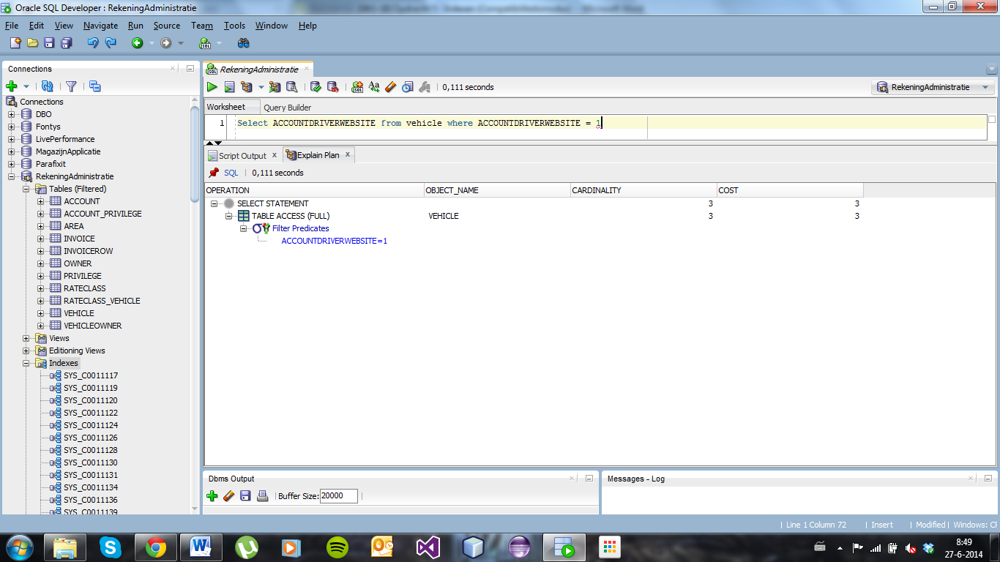 Oracle SQL Developer : RekeningAdministratie
File Edit View Navigate Run Source Team Tools Window Help
Connections
Connections
DBO
Fontys
LivePerformance
MagazijnApplicatie
Parafixit
RekeningAdministratie
Tables (Filtered)
ACCOUNT
ACCOUNT_PRIVILEGE
AREA
INVOICE
INVOICEROW
OWNER
PRIVILEGE
RATECLASS
RATECLASS_VEHICLE
VEHICLE
VEHICLEOWNER
Views
Editioning Views
Indexes
SYS_C0011117
SYS_C0011119
SYS_C0011120
SYS_C0011122
SYS_C0011124
SYS_C0011126
SYS_C0011128
SYS_C0011130
SYS_C0011131
SYS_C0011134
SYS_C0011136
SYS_C0011139
RekeningAdministratie
0,111 seconds
RekeningAdministratie
Worksheet Query Builder
1 Select ACCOUNTDRIVERWEBSITE from vehicle where ACCOUNTDRIVERWEBSITE = 1
Script Output x Explain Plan x
SQL | 0,111 seconds
OPERATION OBJECT_NAME CARDINALITY COST
SELECT STATEMENT 3 3
TABLE ACCESS (FULL) VEHICLE 3 3
Filter Predicates
ACCOUNTDRIVERWEBSITE=1
Dbms Output
Buffer Size: 20000
Messages - Log
Line 1 Column 72 | Insert | Modified | Windows: CF
8:49
27-6-2014